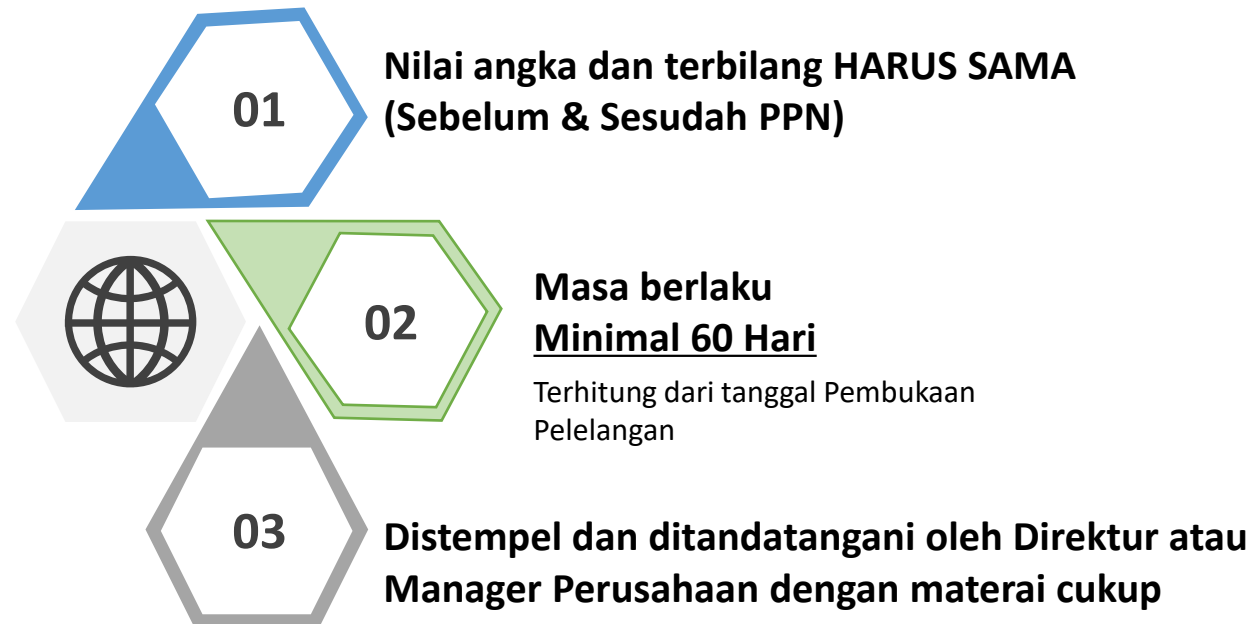 01
Nilai angka dan terbilang HARUS SAMA
(Sebelum & Sesudah PPN)
02
Masa berlaku
Minimal 60 Hari
Terhitung dari tanggal Pembukaan
Pelelangan
03
Distempel dan ditandatangani oleh Direktur atau
Manager Perusahaan dengan materai cukup